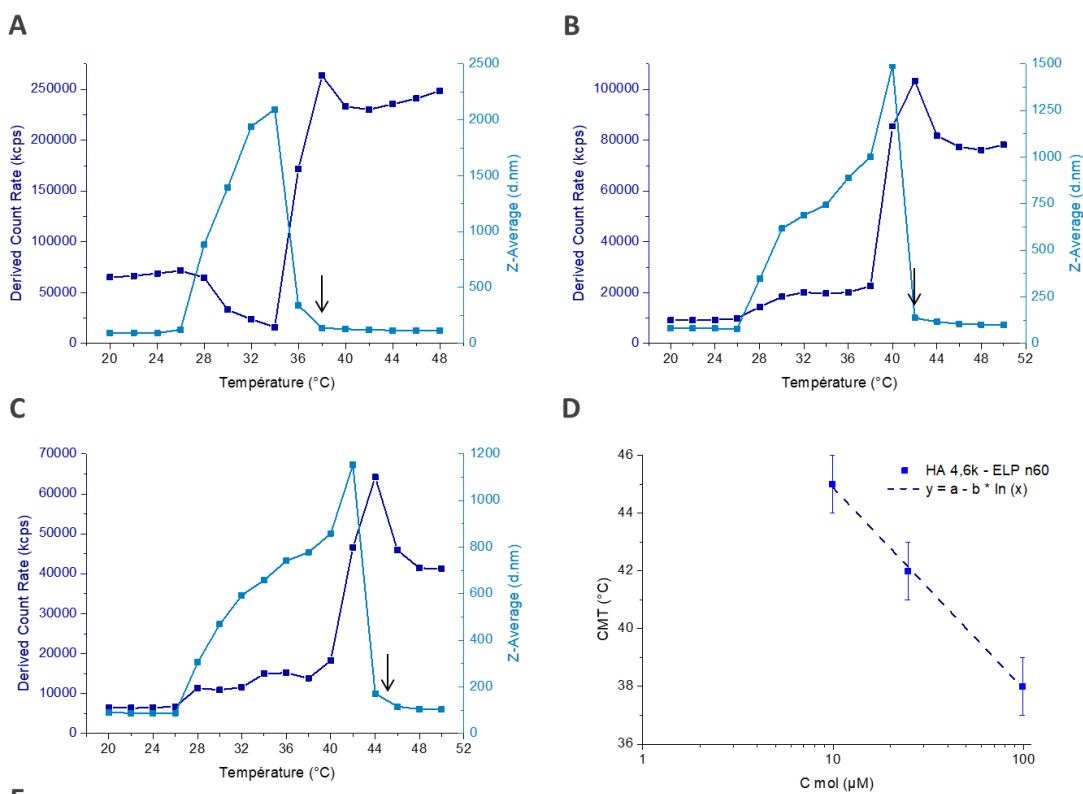 A
Derived Count Rate (kcps)
250000
200000
150000
100000
50000
0
2500
2000
1500
1000
500
0
Z-Average (d.nm)
20 24 28 32 36 40 44 48
Température (°C)
B
Derived Count Rate (kcps)
100000
80000
60000
40000
20000
0
1500
1250
1000
750
500
250
0
Z-Average (d.nm)
20 24 28 32 36 40 44 48 52
Température (°C)
C
Derived Count Rate (kcps)
70000
60000
50000
40000
30000
20000
10000
0
1200
1000
800
600
400
200
0
Z-Average (d.nm)
20 24 28 32 36 40 44 48 52
Température (°C)
D
CMT (°C)
46
44
42
40
38
36
HA 4,6k - ELP n60
y = a - b * ln (x)
1 10 100
C mol (µM)